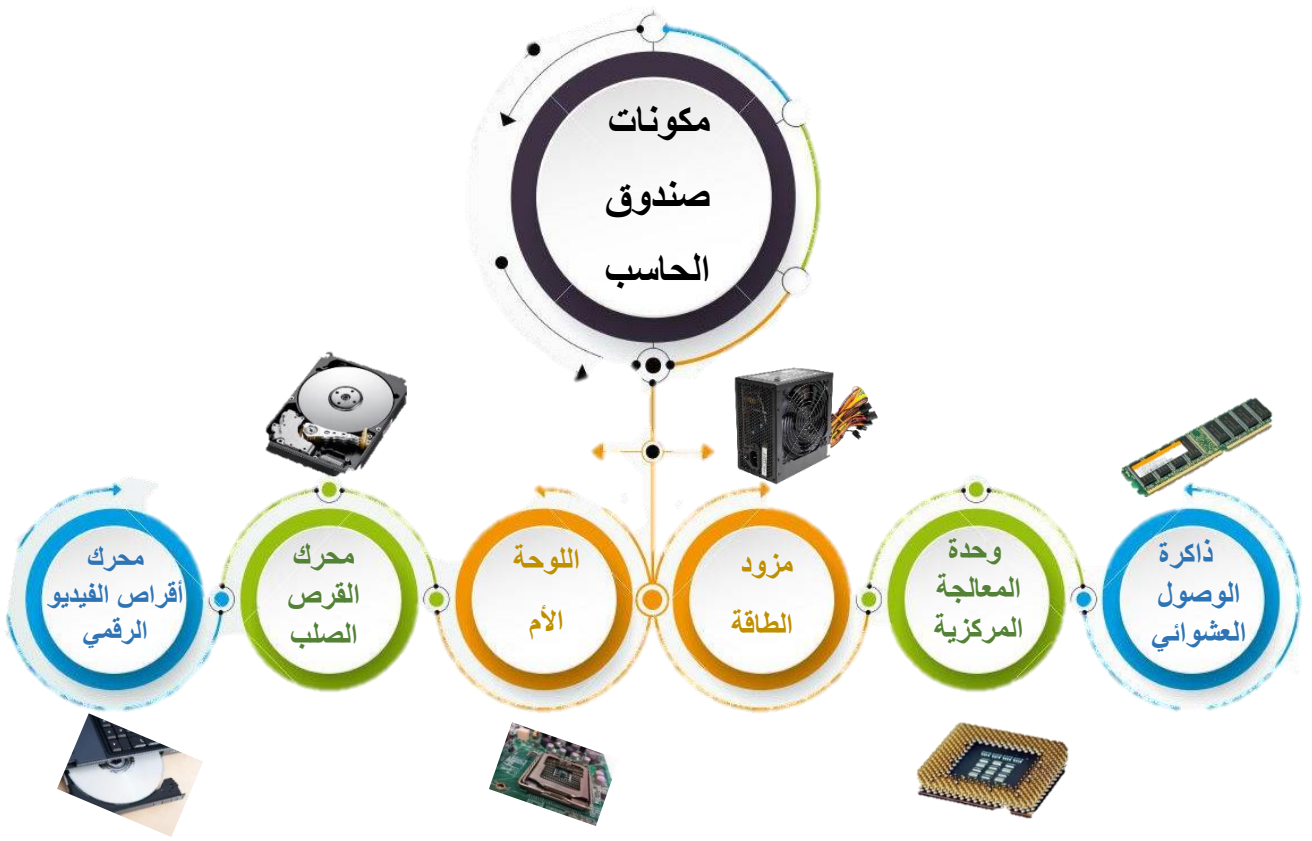 مكونات
صندوق
الحاسب
ذاكرة
الوصول
العشوائي
وحدة
المعالجة
المركزية
مزود
الطاقة
اللوحة
الأم
محرك
القرص
الصلب
محرك
أقراص الفيديو
الرقمي